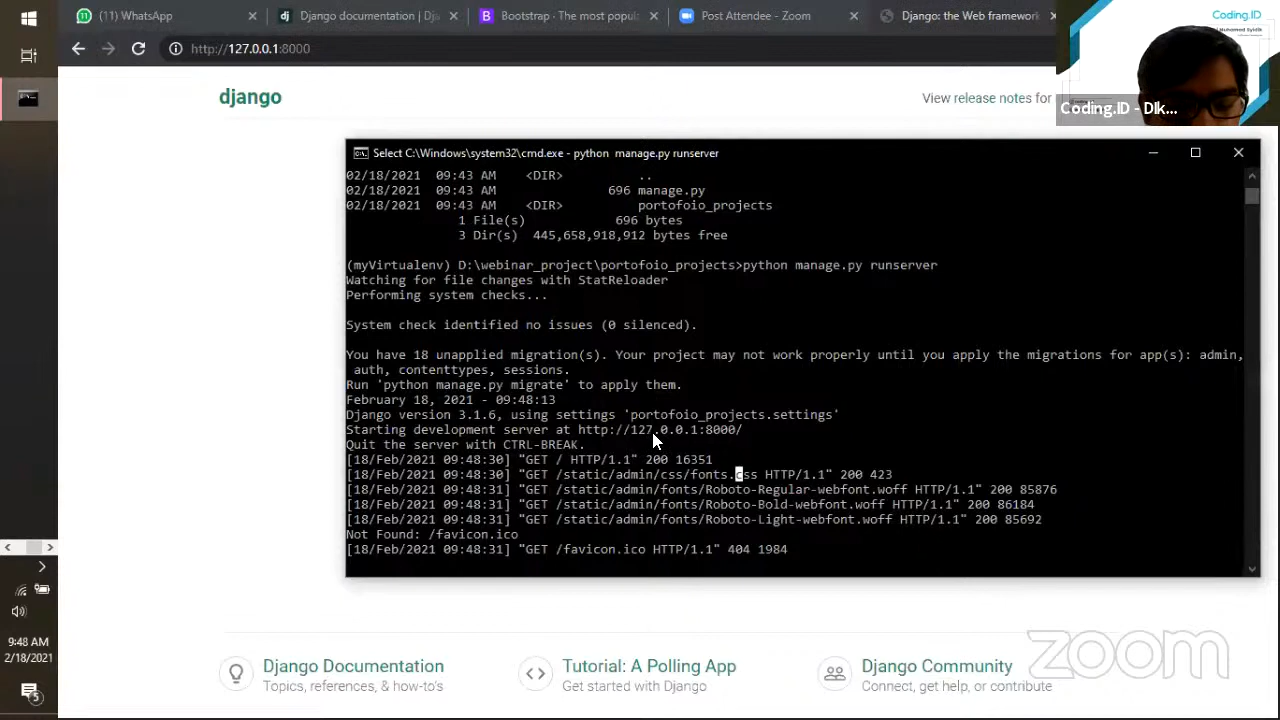 (11) WhatsApp
Django documentation | Dja
Bootstrap · The most popul
Post Attendee - Zoom
Django: the Web framework
Coding.ID
http://127.0.0.1:8000
django
View release notes for
Coding.ID - DIk...
Select C:\Windows\system32\cmd.exe - python manage.py runserver
02/18/2021 09:43 AM <DIR> ..
02/18/2021 09:43 AM 696 manage.py
02/18/2021 09:43 AM <DIR> portofoio_projects
1 File(s) 696 bytes
3 Dir(s) 445,658,918,912 bytes free
(myVirtualenv) D:\webinar_project\portofoio_projects>python manage.py runserver
Watching for file changes with StatReloader
Performing system checks...
System check identified no issues (0 silenced).
You have 18 unapplied migration(s). Your project may not work properly until you apply the migrations for app(s): admin,
auth, contenttypes, sessions.
Run 'python manage.py migrate' to apply them.
February 18, 2021 - 09:48:13
Django version 3.1.6, using settings 'portofoio_projects.settings'
Starting development server at http://127.0.0.1:8000/
Quit the server with CTRL-BREAK.
[18/Feb/2021 09:48:30] "GET / HTTP/1.1" 200 16351
[18/Feb/2021 09:48:30] "GET /static/admin/css/fonts.css HTTP/1.1" 200 423
[18/Feb/2021 09:48:31] "GET /static/admin/fonts/Roboto-Regular-webfont.woff HTTP/1.1" 200 85876
[18/Feb/2021 09:48:31] "GET /static/admin/fonts/Roboto-Bold-webfont.woff HTTP/1.1" 200 86184
[18/Feb/2021 09:48:31] "GET /static/admin/fonts/Roboto-Light-webfont.woff HTTP/1.1" 200 85692
Not Found: /favicon.ico
[18/Feb/2021 09:48:31] "GET /favicon.ico HTTP/1.1" 404 1984
9:48 AM
2/18/2021
5
Django Documentation
Topics, references, & how-to's
Tutorial: A Polling App
Get started with Django
Django Community
Connect, get help, or contribute
zoom